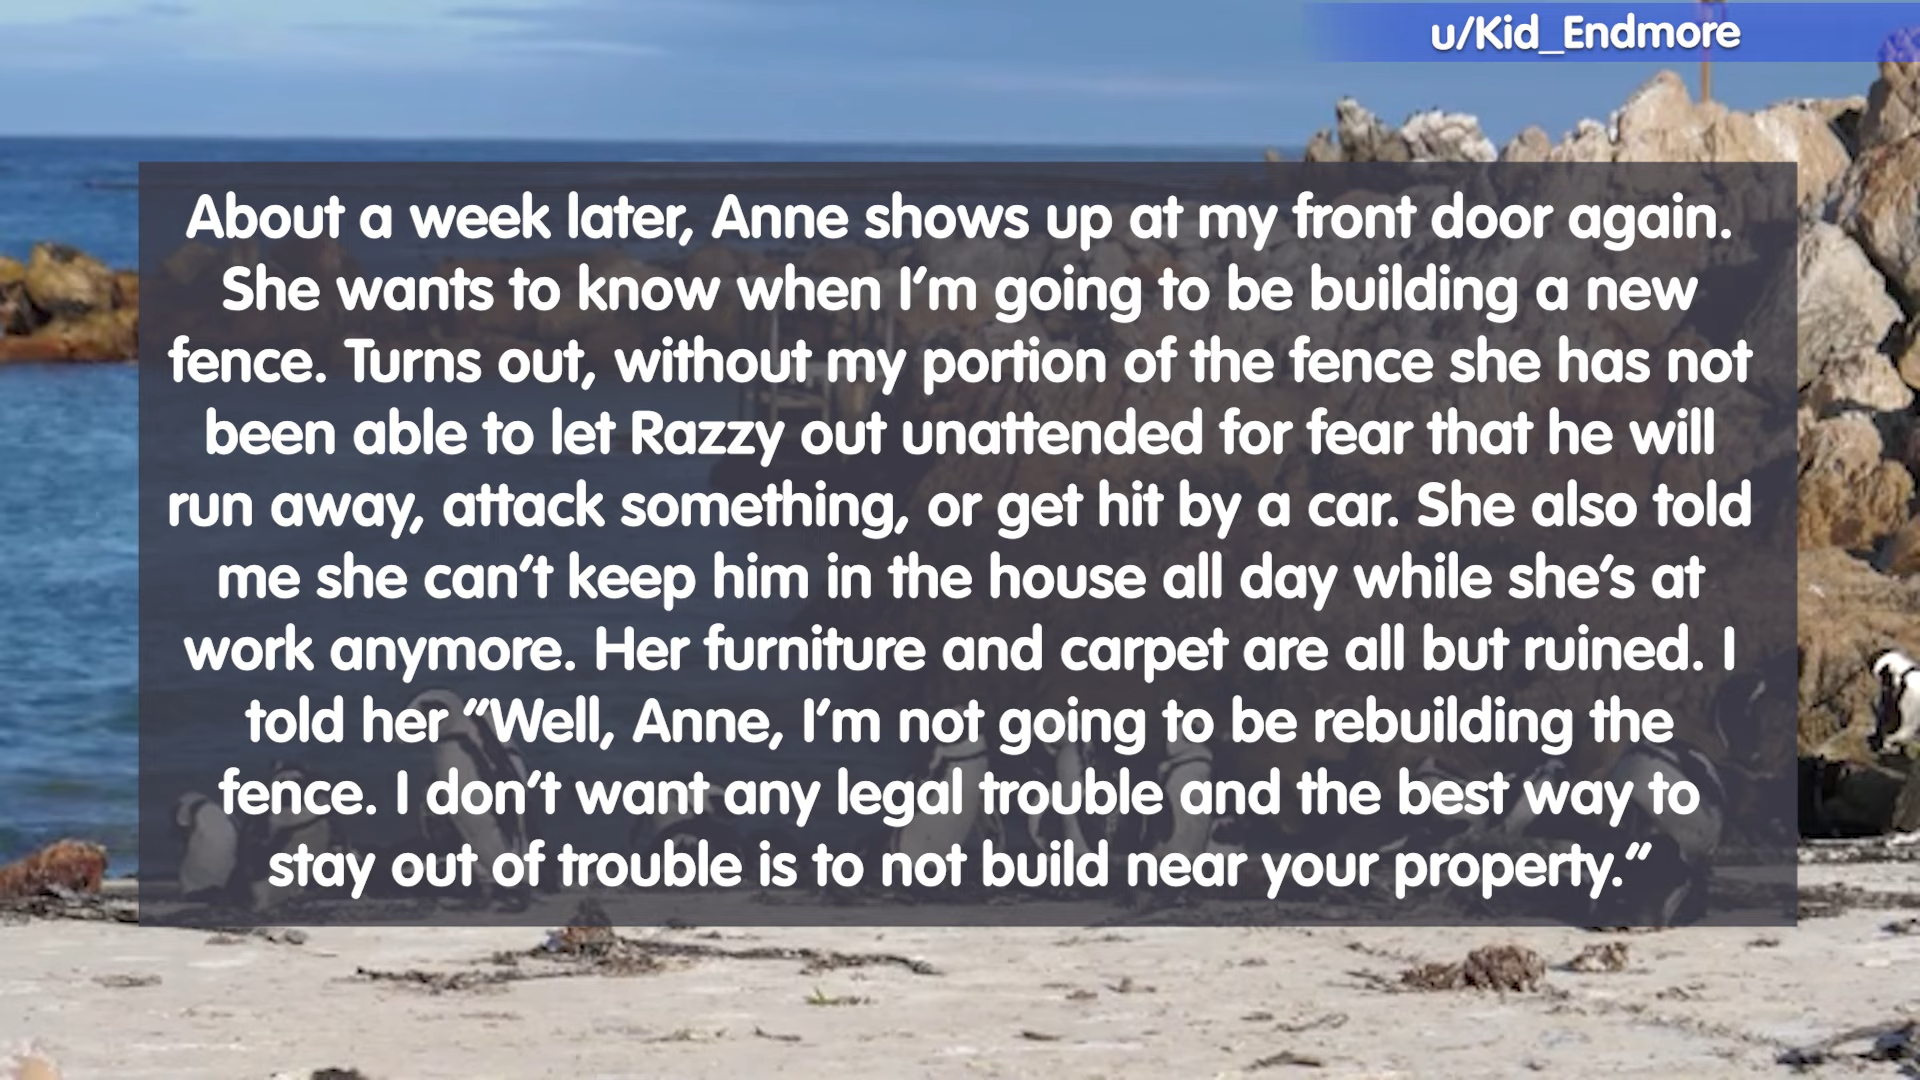 u/Kid_Endmore
About a week later, Anne shows up at my front door again.
She wants to know when I’m going to be building a new
fence. Turns out, without my portion of the fence she has not
been able to let Razzy out unattended for fear that he will
run away, attack something, or get hit by a car. She also told
me she can’t keep him in the house all day while she’s at
work anymore. Her furniture and carpet are all but ruined. I
told her “Well, Anne, I’m not going to be rebuilding the
fence. I don’t want any legal trouble and the best way to
stay out of trouble is to not build near your property.”